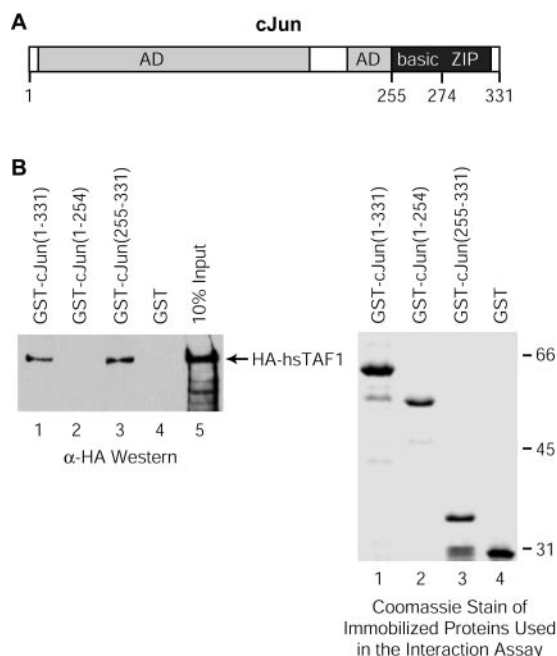 A
cJun
AD AD basic ZIP
1 255 274 331
B
GST-cJun(1-331)
GST-cJun(1-254)
GST-cJun(255-331)
GST
10% Input
HA-hsTAF1
1 2 3 4 5
α-HA Western
GST-cJun(1-331)
GST-cJun(1-254)
GST-cJun(255-331)
GST
66
45
31
1 2 3 4
Coomassie Stain of
Immobilized Proteins Used
in the Interaction Assay